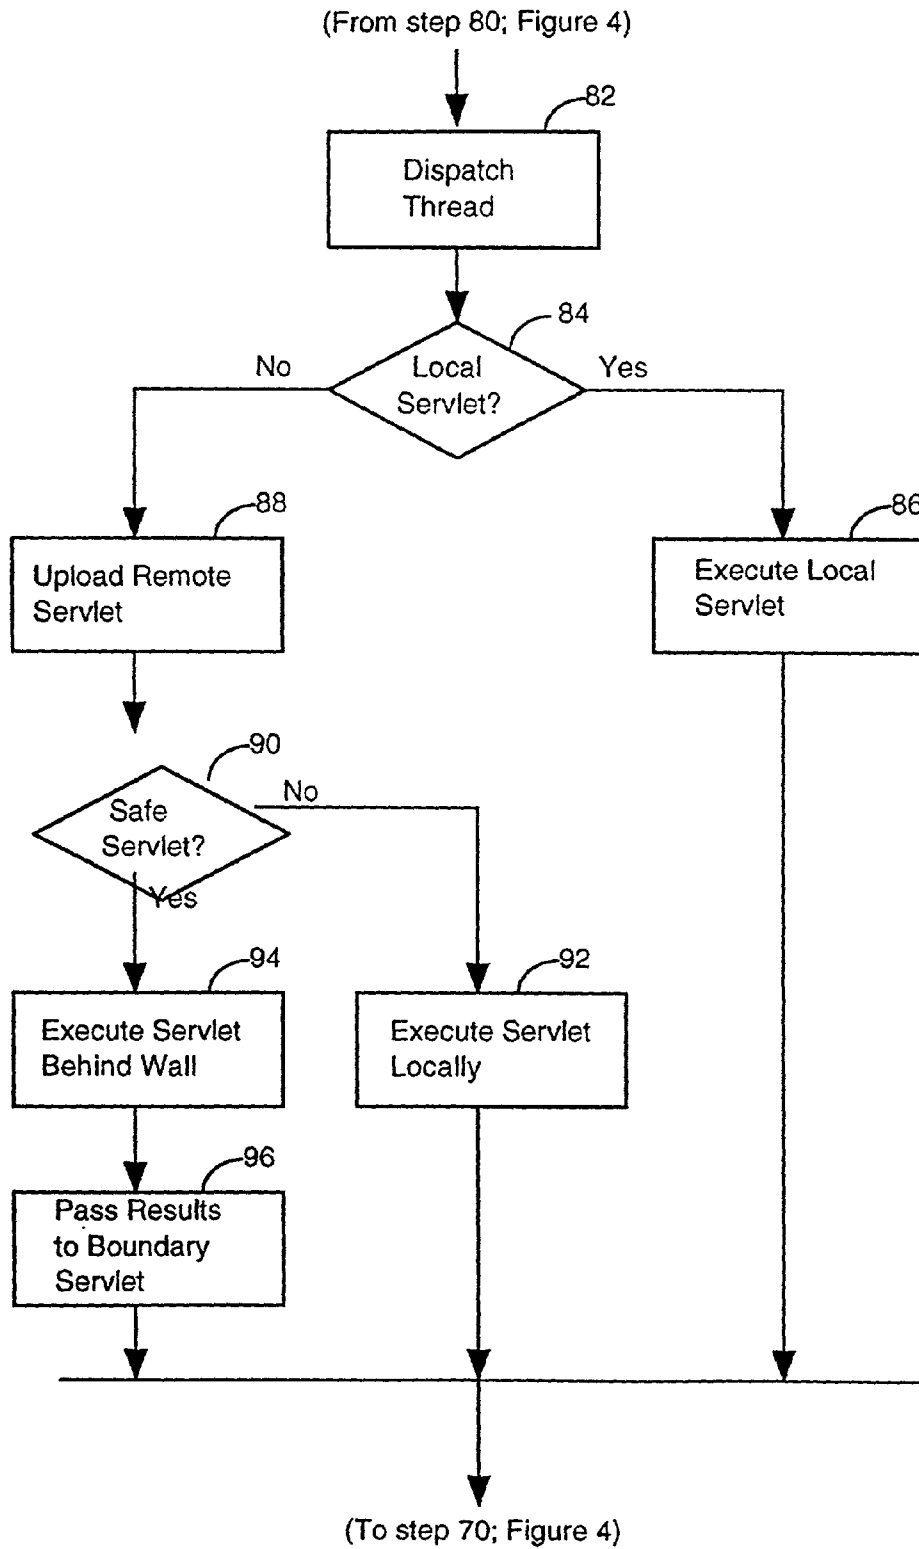 (From step 80; Figure 4)
82
Dispatch
Thread
84
No
Local
Servlet?
Yes
88
86
Upload Remote
Servlet
Execute Local
Servlet
90
No
Safe
Servlet?
Yes
94
92
Execute Servlet
Behind Wall
Execute Servlet
Locally
96
Pass Results
to Boundary
Servlet
(To step 70; Figure 4)